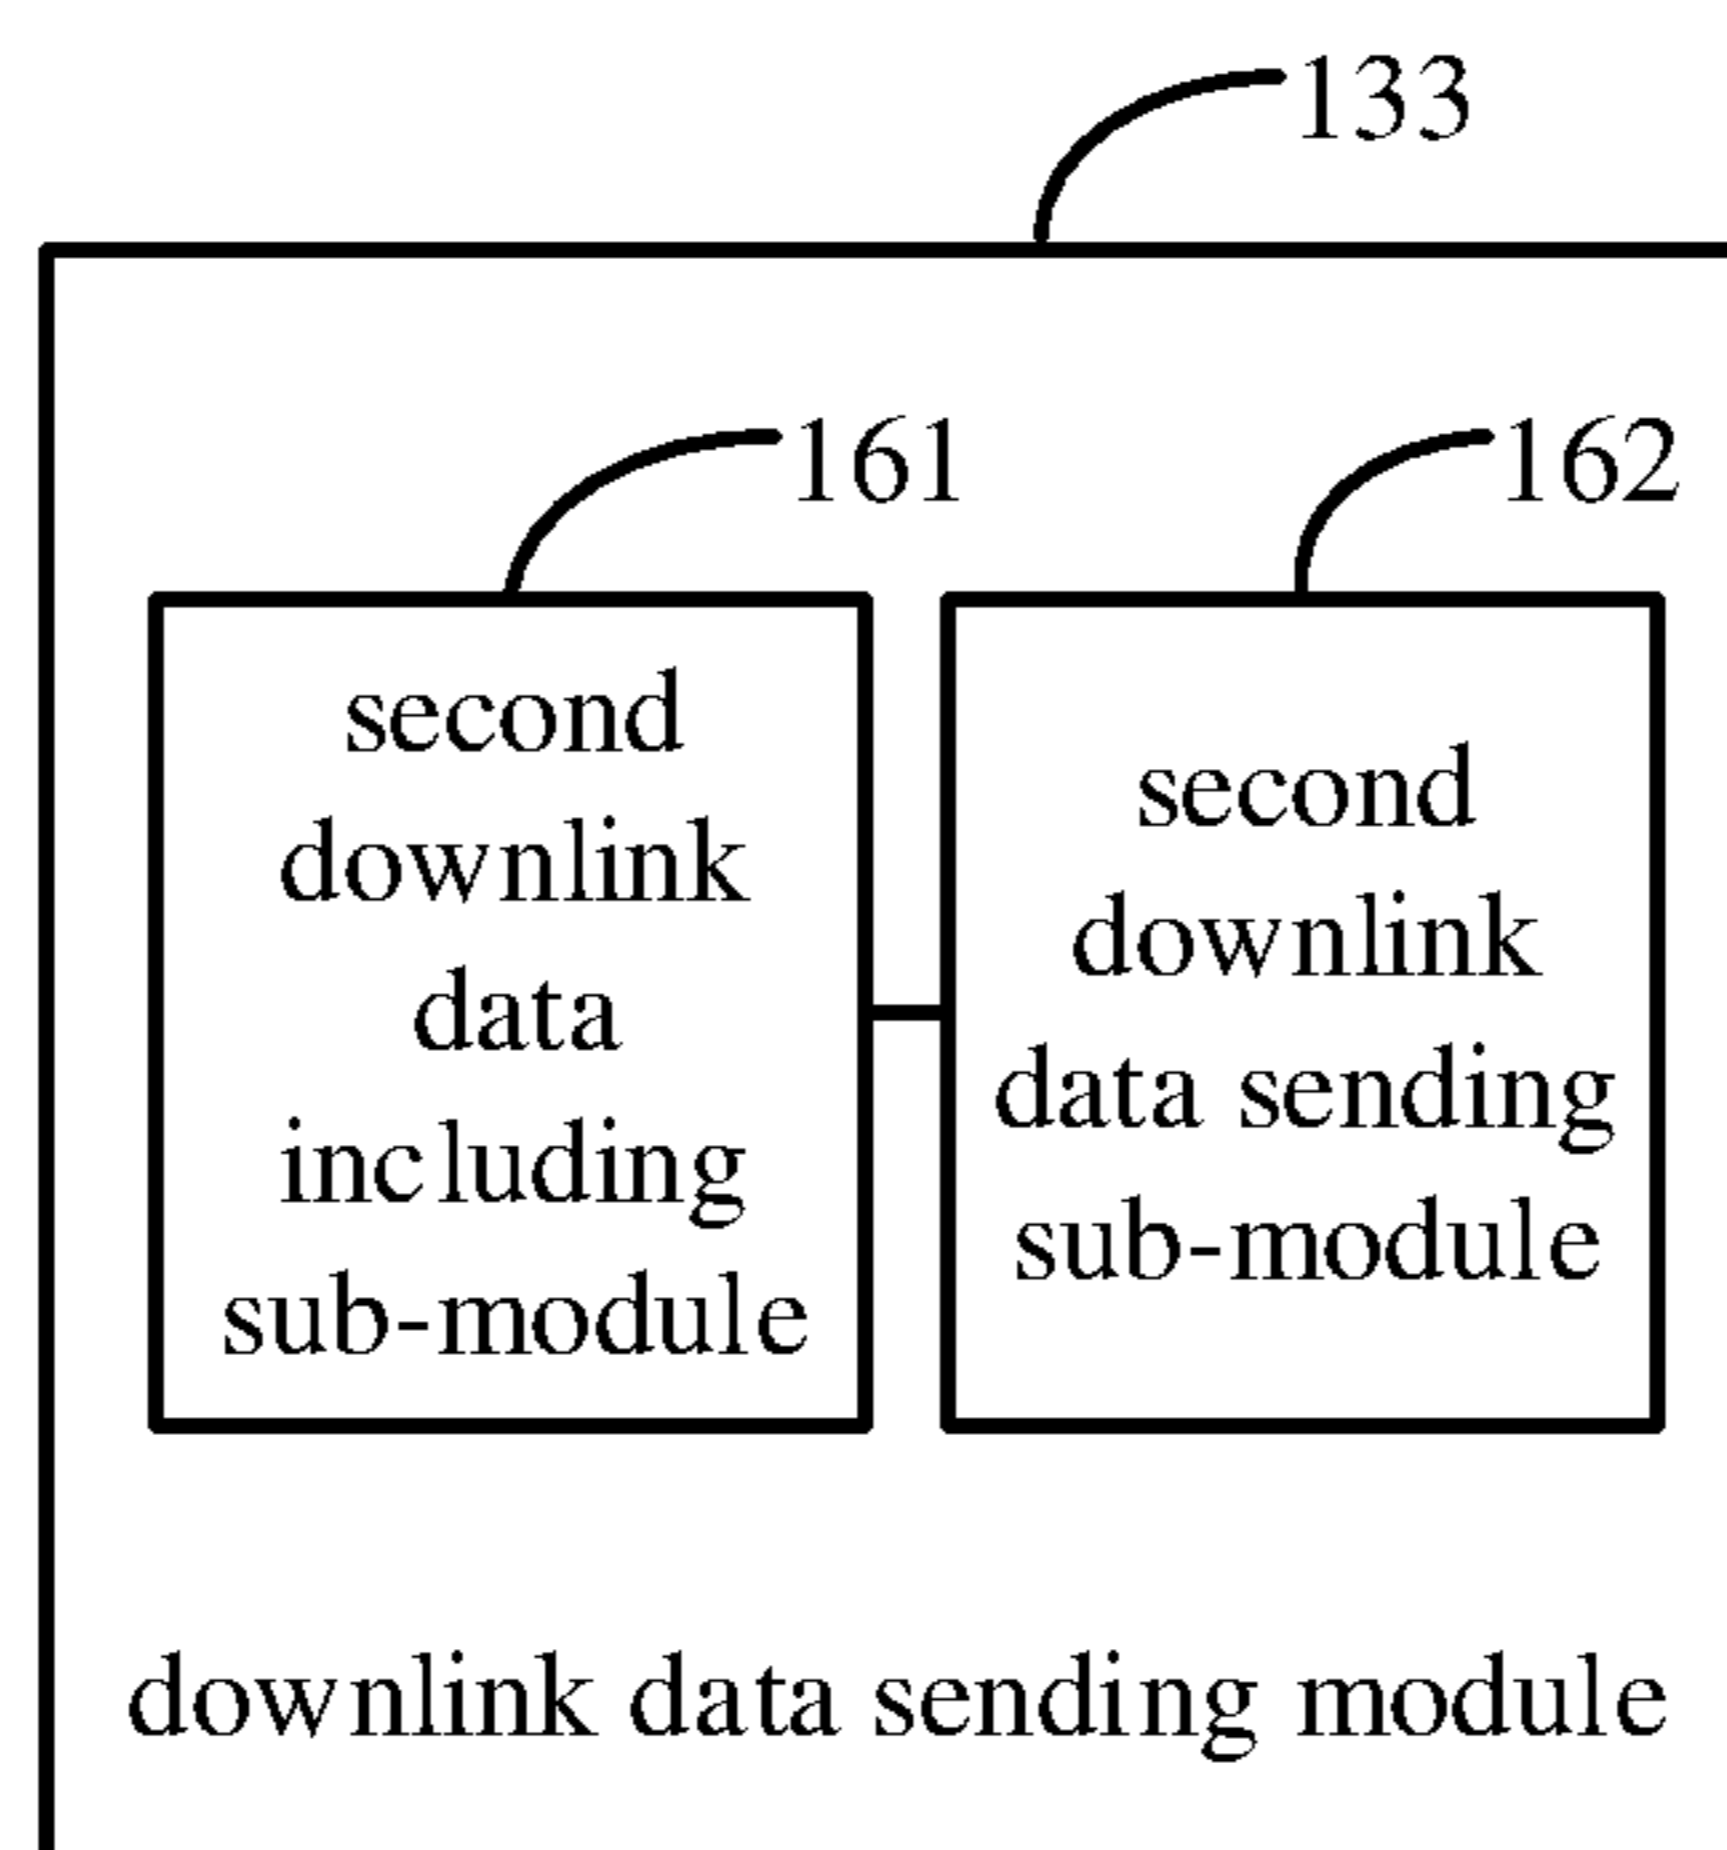 133
161
162
second
downlink
data
including
sub-module
second
downlink
data sending
sub-module
downlink data sending module